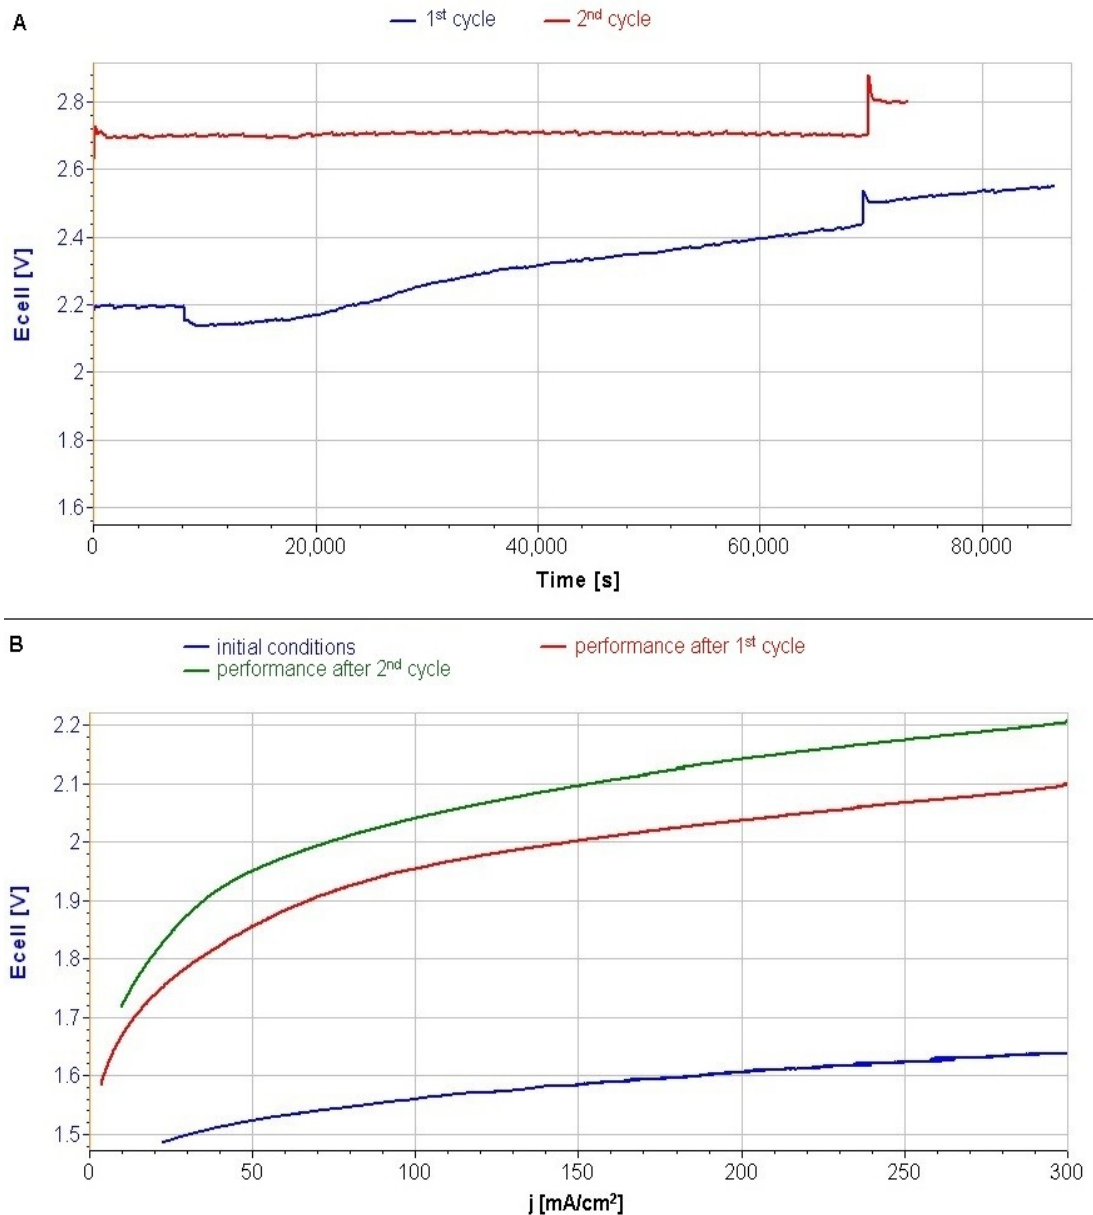 A
1st cycle 2nd cycle
2.8
2.6
2.4
2.2
2
1.8
1.6
Ecell [V]
0 20,000 40,000 60,000 80,000
Time [s]
B
initial conditions performance after 1st cycle
performance after 2nd cycle
2.2
2.1
2
1.9
1.8
1.7
1.6
1.5
Ecell [V]
0 50 100 150 200 250 300
j [mA/cm²]